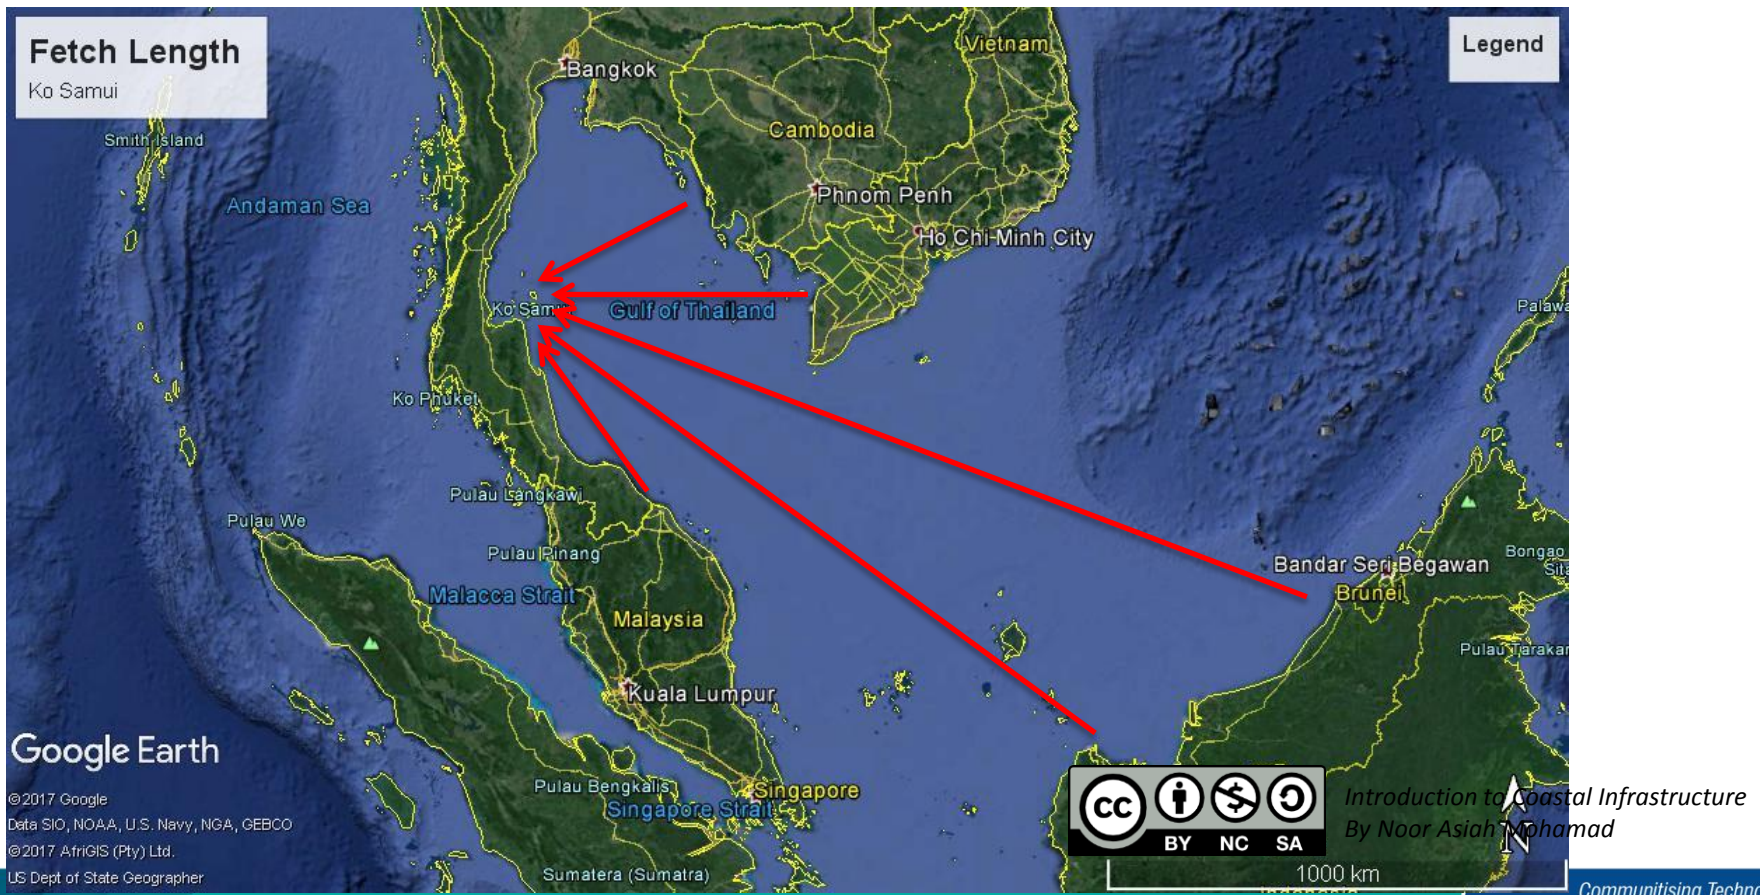 Fetch Length
Ko Samui
Legend
Vietnam
Bangkok
Smith Island
Cambodia
Andaman Sea
Phnom Penh
Ho Chi Minh City
Ko Samui
Gulf of Thailand
Ko Phuket
Pulau Langkawi
Pulau We
Pulau Pinang
Bandar Seri Begawan
Bongao
Brunei
Malacca Strait
Malaysia
Pulau Tarakan
Kuala Lumpur
Google Earth
Pulau Bengkalis
Singapore
Singapore Strait
©2017 Google
Data SIO, NOAA, U.S. Navy, NGA, GEBCO
©2017 AfriGIS (Pty) Ltd.
US Dept of State Geographer
Sumatera (Sumatra)
cc
BY NC SA
Introduction to Coastal Infrastructure
By Noor Asiah Mohamad
N
1000 km